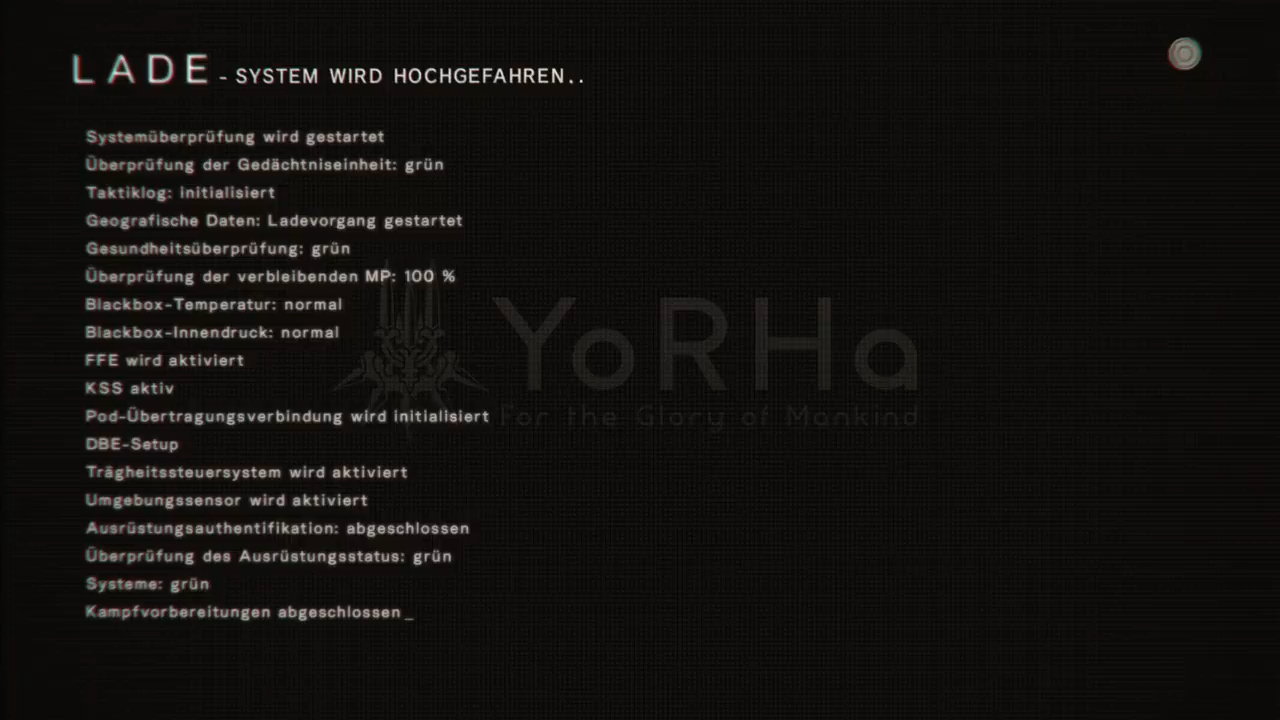 LADE - SYSTEM WIRD HOCHGEFAHREN..
Systemüberprüfung wird gestartet
Überprüfung der Gedächtniseinheit: grün
Taktiklog: initialisiert
Geografische Daten: Ladevorgang gestartet
Gesundheitsüberprüfung: grün
Überprüfung der verbleibenden MP: 100 %
Blackbox-Temperatur: normal
Blackbox-Innendruck: normal
FFE wird aktiviert
KSS aktiv
Pod-Übertragungsverbindung wird initialisiert
DBE-Setup
Trägheitssteuersystem wird aktiviert
Umgebungssensor wird aktiviert
Ausrüstungsauthentifikation: abgeschlossen
Überprüfung des Ausrüstungsstatus: grün
Systeme: grün
Kampfvorbereitungen abgeschlossen_
YoRHa
For the Glory of Mankind